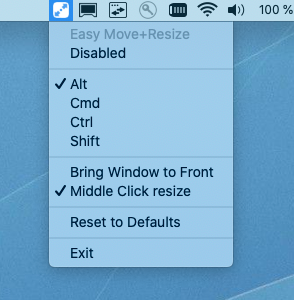 100 %
Easy Move+Resize
Disabled
Alt
Cmd
Ctrl
Shift
Bring Window to Front
Middle Click resize
Reset to Defaults
Exit